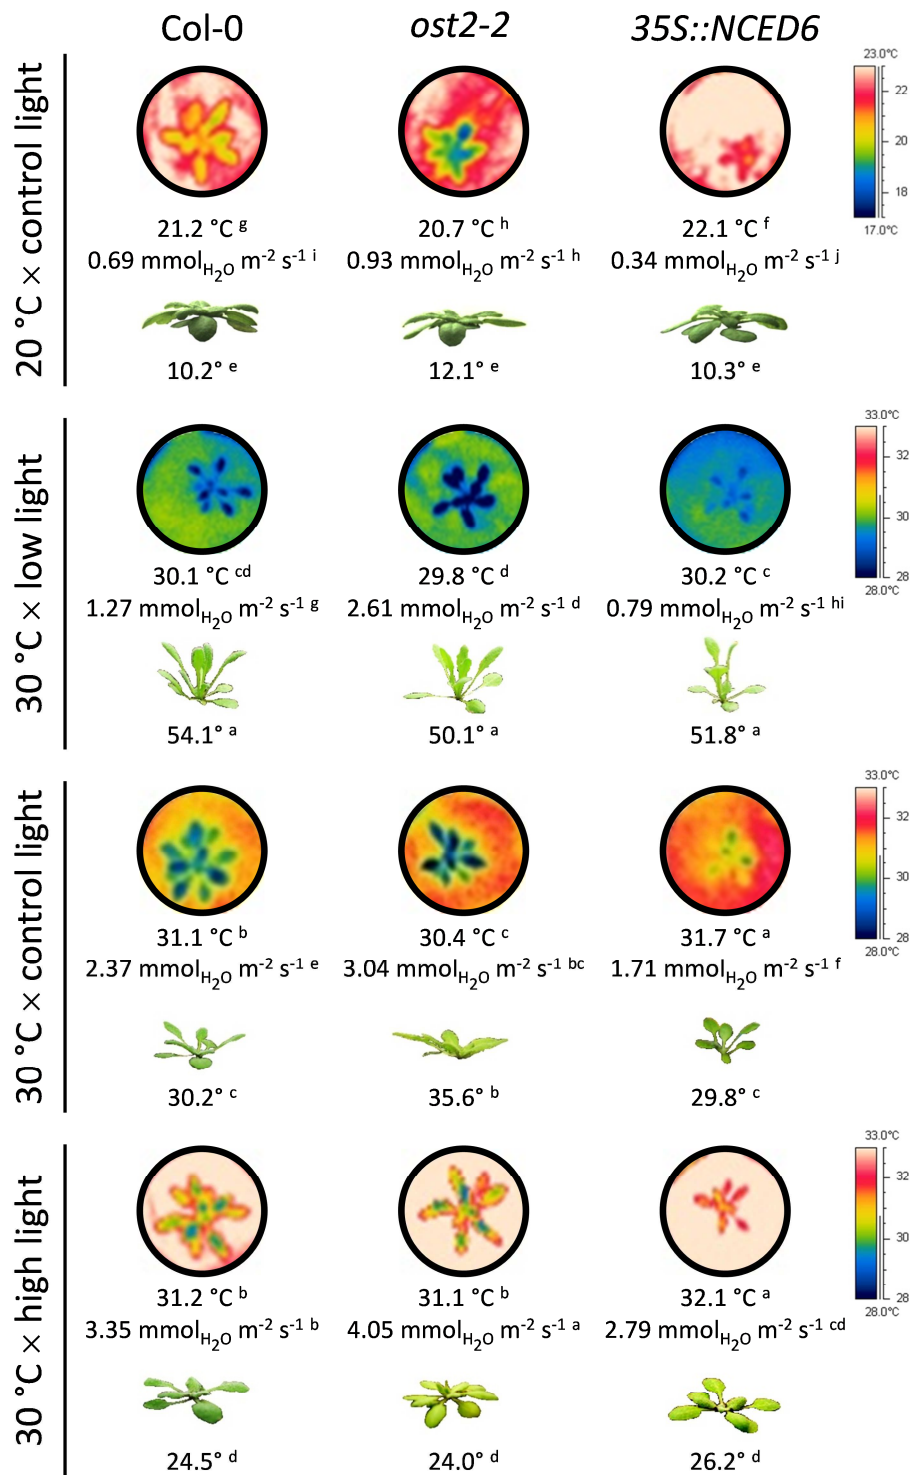 Col-0 ost2-2 35S::NCED6
20 °C × control light
23.0°C
22
20
18
17.0°C
21.2 °C g 20.7 °C h 22.1 °C f
0.69 mmolH2O m-2 s-1 i 0.93 mmolH2O m-2 s-1 h 0.34 mmolH2O m-2 s-1 j
10.2° e 12.1° e 10.3° e
30 °C × low light
33.0°C
32
30
28
28.0°C
30.1 °C cd 29.8 °C d 30.2 °C c
1.27 mmolH2O m-2 s-1 g 2.61 mmolH2O m-2 s-1 d 0.79 mmolH2O m-2 s-1 hi
54.1° a 50.1° a 51.8° a
30 °C × control light
33.0°C
32
30
28
28.0°C
31.1 °C b 30.4 °C c 31.7 °C a
2.37 mmolH2O m-2 s-1 e 3.04 mmolH2O m-2 s-1 bc 1.71 mmolH2O m-2 s-1 f
30.2° c 35.6° b 29.8° c
30 °C × high light
33.0°C
32
30
28
28.0°C
31.2 °C b 31.1 °C b 32.1 °C a
3.35 mmolH2O m-2 s-1 b 4.05 mmolH2O m-2 s-1 a 2.79 mmolH2O m-2 s-1 cd
24.5° d 24.0° d 26.2° d